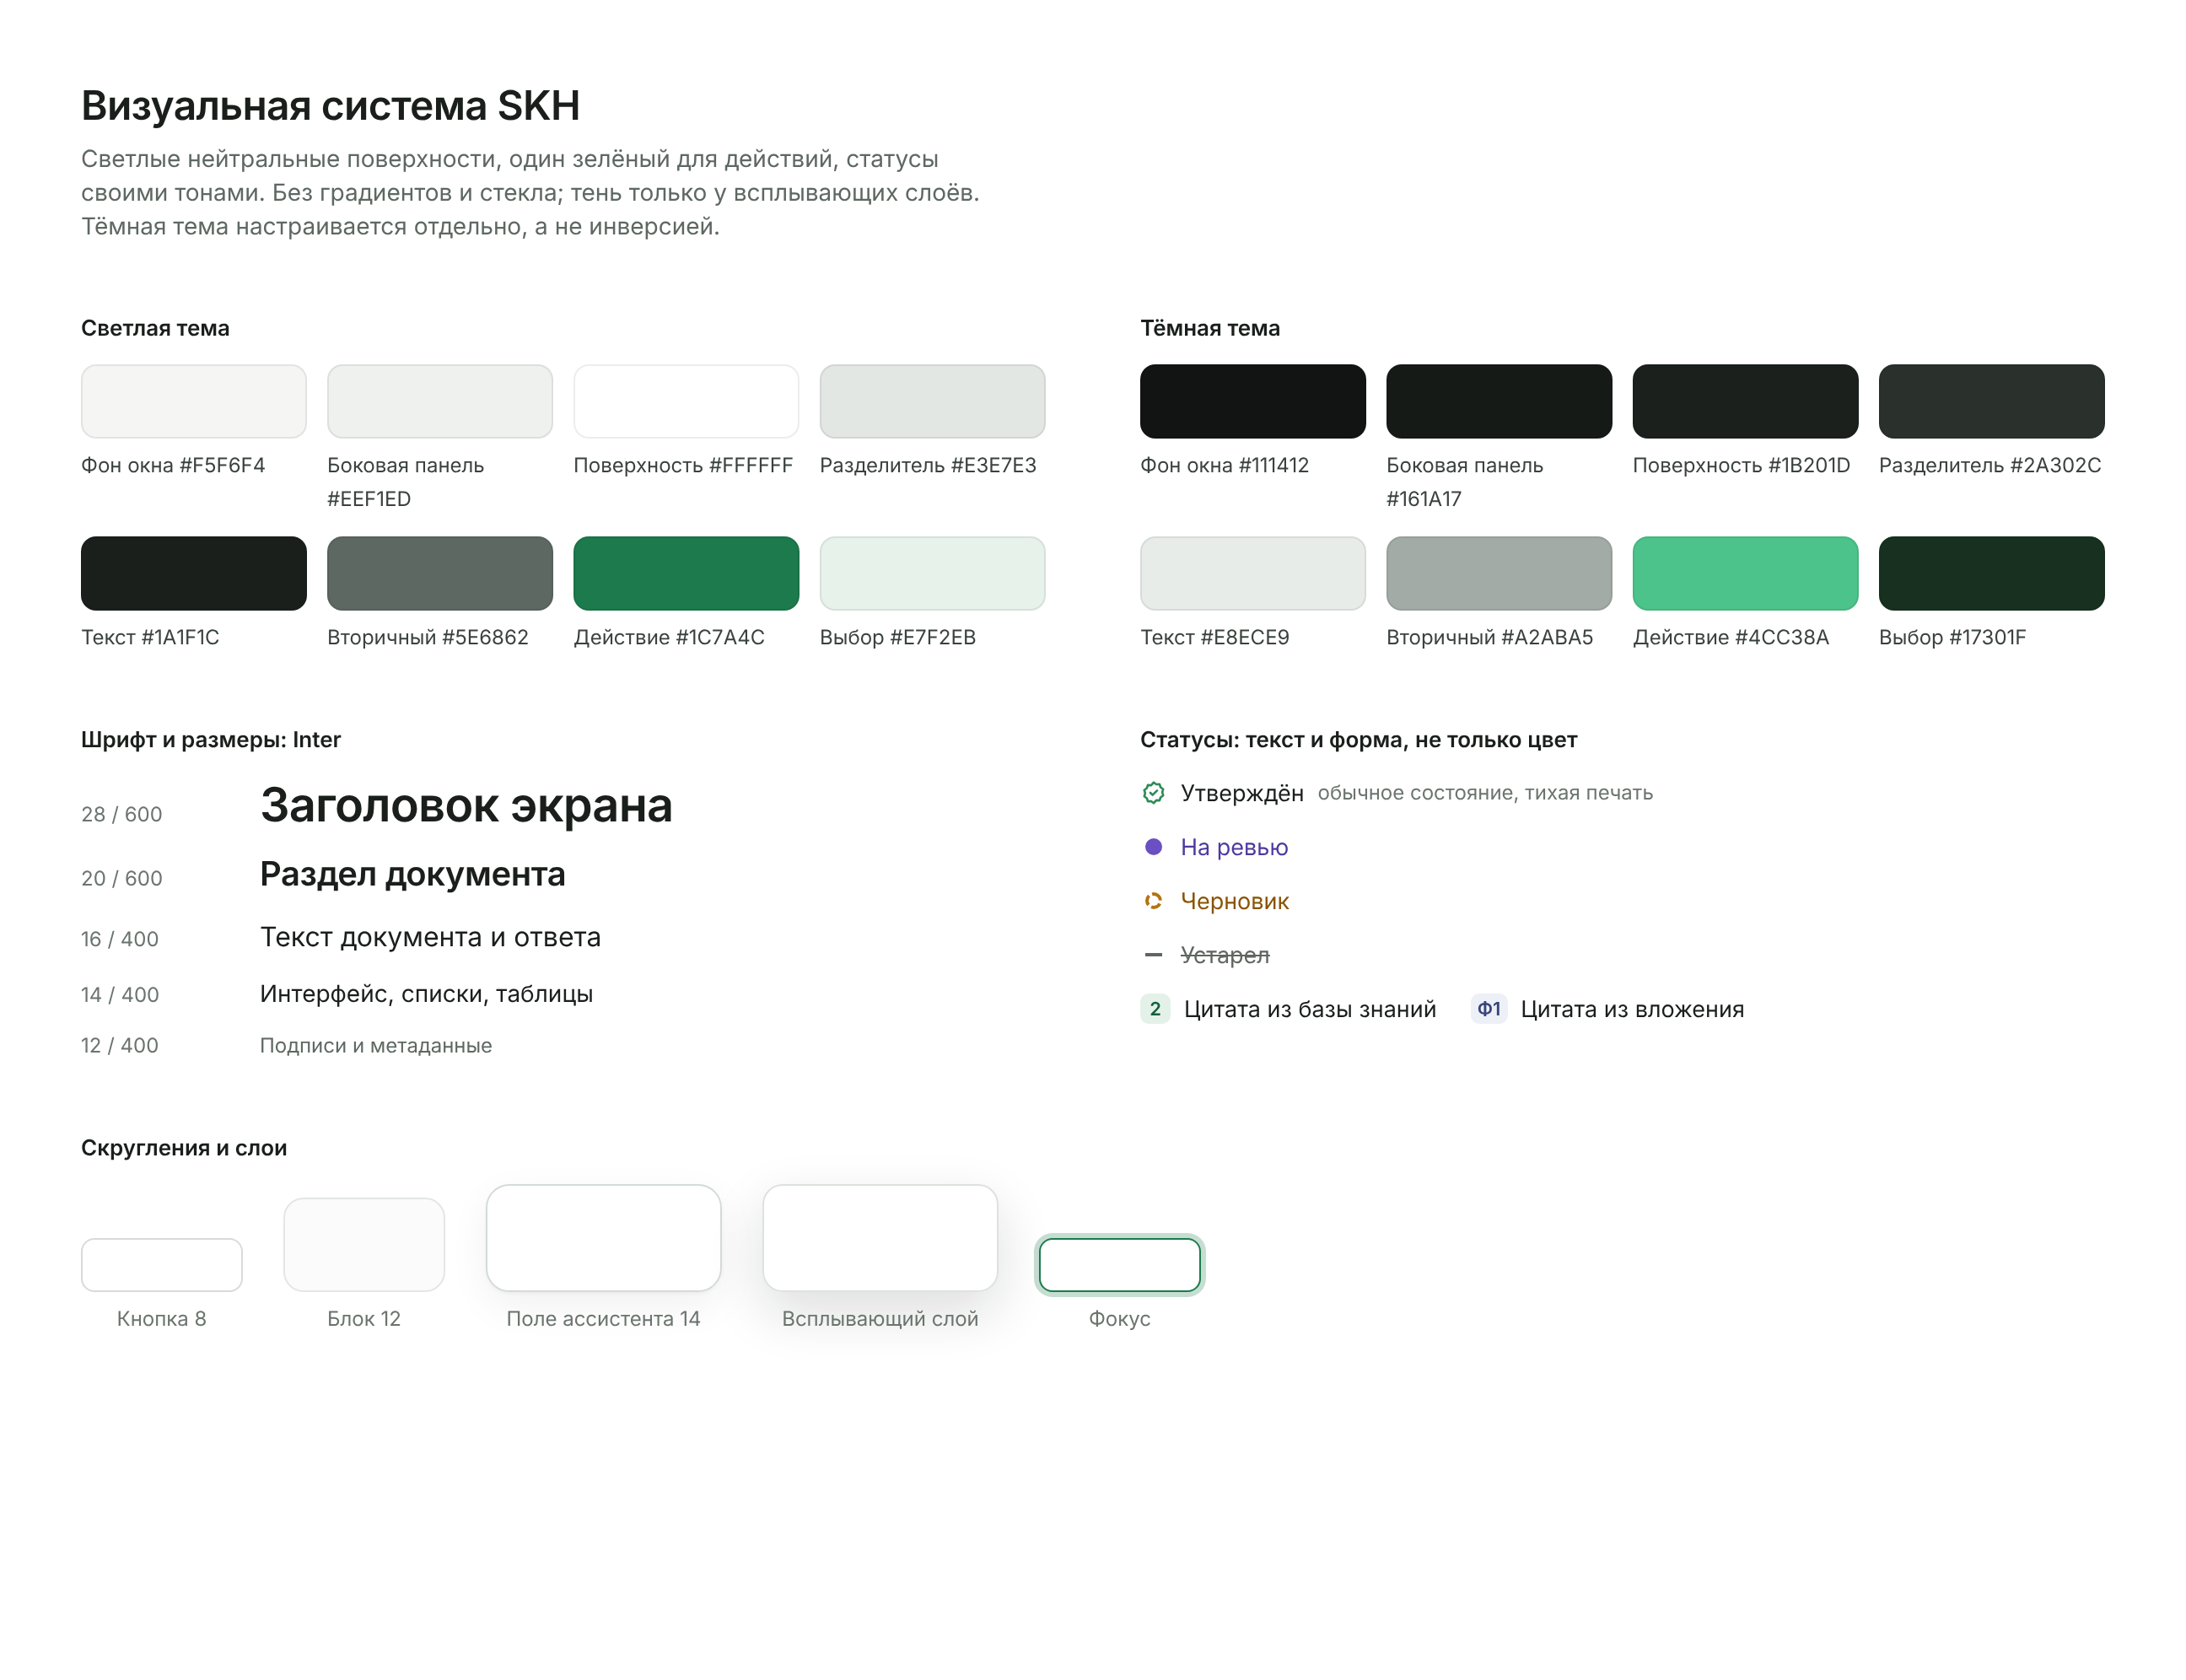 Визуальная система SKH
Светлые нейтральные поверхности, один зелёный для действий, статусы
своими тонами. Без градиентов и стекла; тень только у всплывающих слоёв.
Тёмная тема настраивается отдельно, а не инверсией.
Светлая тема
Фон окна #F5F6F4
Боковая панель
#EEF1ED
Поверхность #FFFFFF
Разделитель #E3E7E3
Текст #1A1F1C
Вторичный #5E6862
Действие #1C7A4C
Выбор #E7F2EB
Тёмная тема
Фон окна #111412
Боковая панель
#161A17
Поверхность #1B201D
Разделитель #2A302C
Текст #E8ECE9
Вторичный #A2ABA5
Действие #4CC38A
Выбор #17301F
Шрифт и размеры: Inter
28 / 600 Заголовок экрана
20 / 600 Раздел документа
16 / 400 Текст документа и ответа
14 / 400 Интерфейс, списки, таблицы
12 / 400 Подписи и метаданные
Статусы: текст и форма, не только цвет
Утверждён обычное состояние, тихая печать
На ревью
Черновик
Устарел
2 Цитата из базы знаний Ф1 Цитата из вложения
Скругления и слои
Кнопка 8
Блок 12
Поле ассистента 14
Всплывающий слой
Фокус